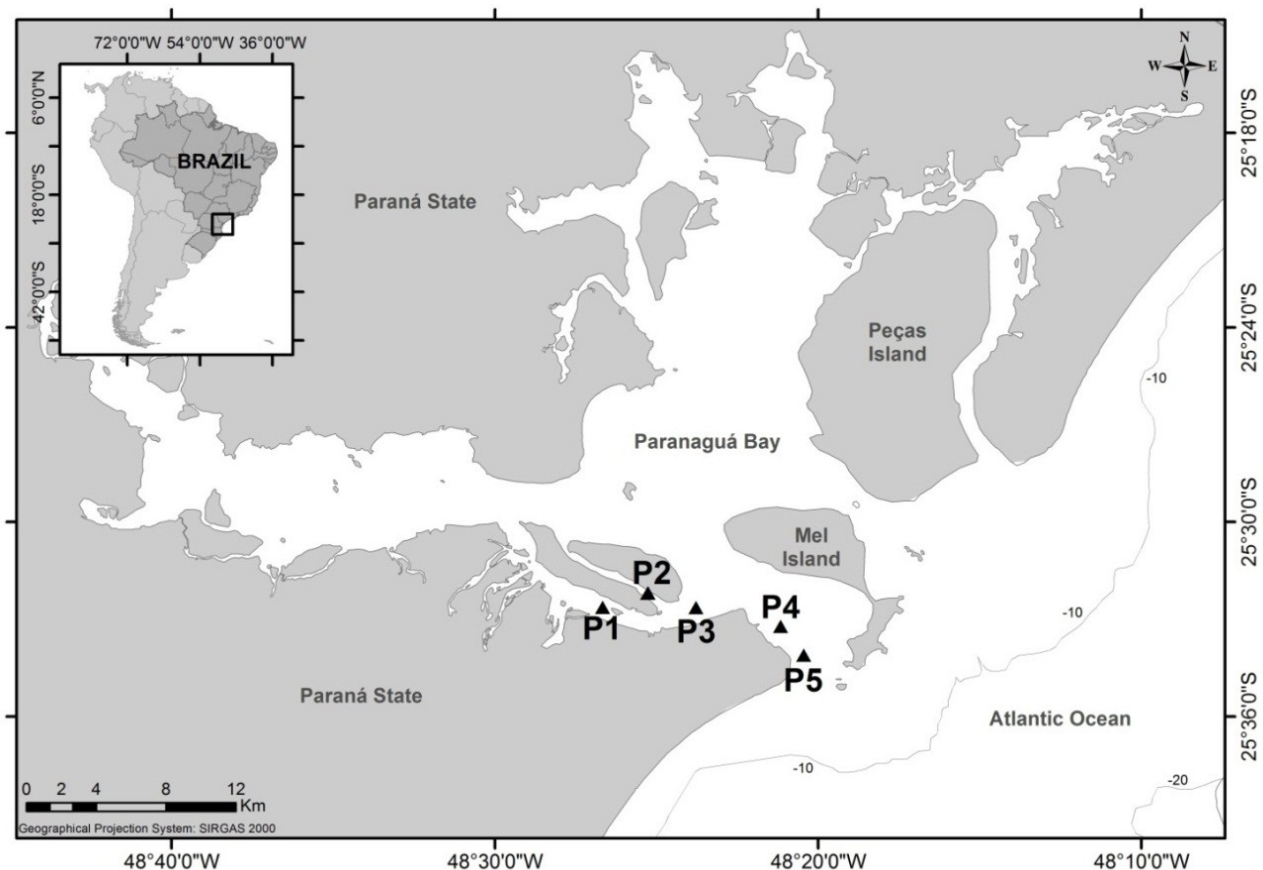 72°0'0"W 54°0'0"W 36°0'0"W
N
W E
S
6°0'0"N
18°0'0"S
42°0'0"S
BRAZIL
25°18'0"S
25°24'0"S
25°30'0"S
25°36'0"S
Paraná State
Peças
Island
-10
Paranaguá Bay
Mel
Island
P2
P1
P3
P4
P5
-10
Paraná State
Atlantic Ocean
-10
-20
0 2 4 8 12
Km
Geographical Projection System: SIRGAS 2000
48°40'0"W 48°30'0"W 48°20'0"W 48°10'0"W